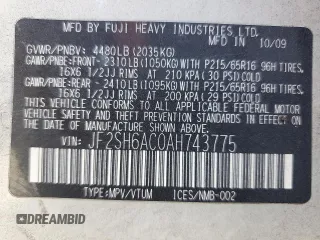 MFD. BY FUJI HEAVY INDUSTRIES LTD.
GVWR/PNBV: 4480LB (2035KG) 10/09
GAWR/PNBE:FRONT- 2310LB(1050KG) WITH P215/65R16 96H TIRES,
16X6 1/2JJ RIMS, AT 210 KPA (30 PSI) COLD
GAWR/PNBE:REAR - 2410LB(1095KG) WITH P215/65R16 96H TIRES,
16X6 1/2JJ RIMS, AT 200 KPA (29 PSI) COLD
THIS VEHICLE CONFORMS TO ALL APPLICABLE U.S. FEDERAL MOTOR
VEHICLE SAFETY AND THEFT PREVENTION STANDARDS IN EFFECT
ON THE DATE OF MANUFACTURE SHOWN ABOVE.
VIN: JF2SH6AC0AH743775
TYPE:MPV/VTUM ICES/NMB-002
©DREAMBID